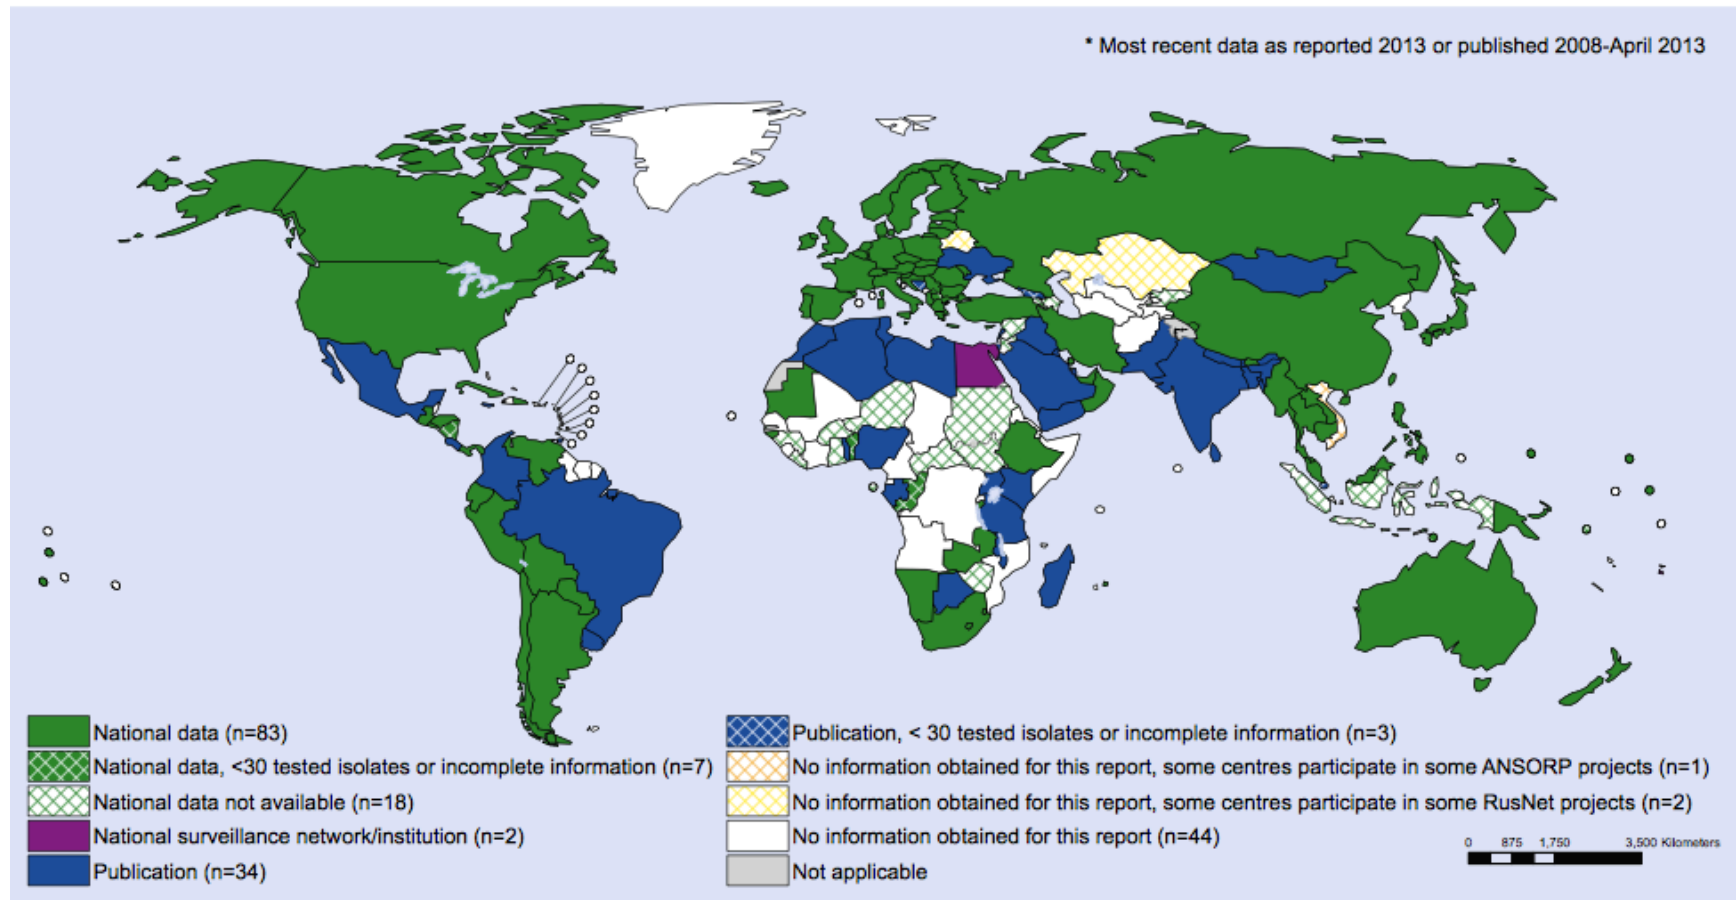 * Most recent data as reported 2013 or published 2008-April 2013
National data (n=83)
National data, <30 tested isolates or incomplete information (n=7)
National data not available (n=18)
National surveillance network/institution (n=2)
Publication (n=34)
Publication, < 30 tested isolates or incomplete information (n=3)
No information obtained for this report, some centres participate in some ANSORP projects (n=1)
No information obtained for this report, some centres participate in some RusNet projects (n=2)
No information obtained for this report (n=44)
Not applicable
0 875 1,750 3,500 Kilometers